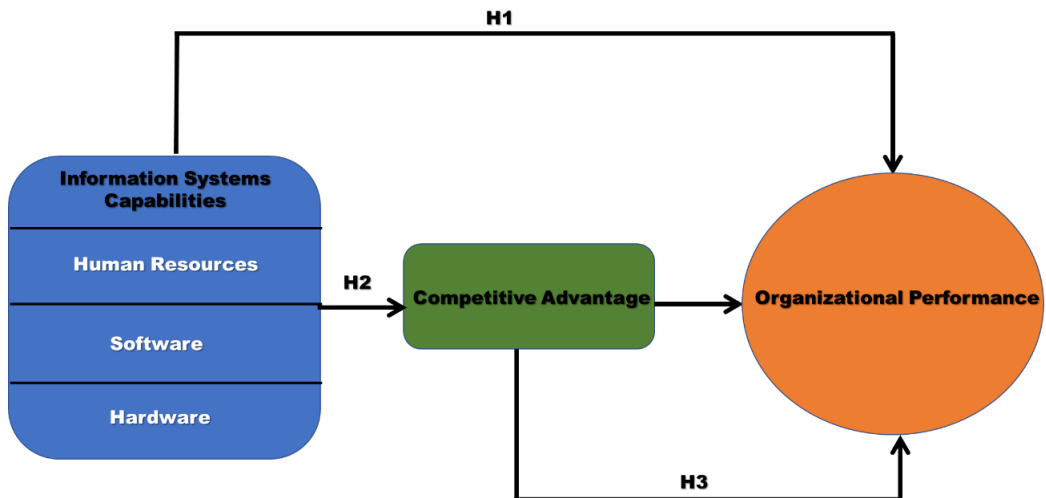 H1
Information Systems
Capabilities
Human Resources
Software
Hardware
H2
Competitive Advantage
Organizational Performance
H3